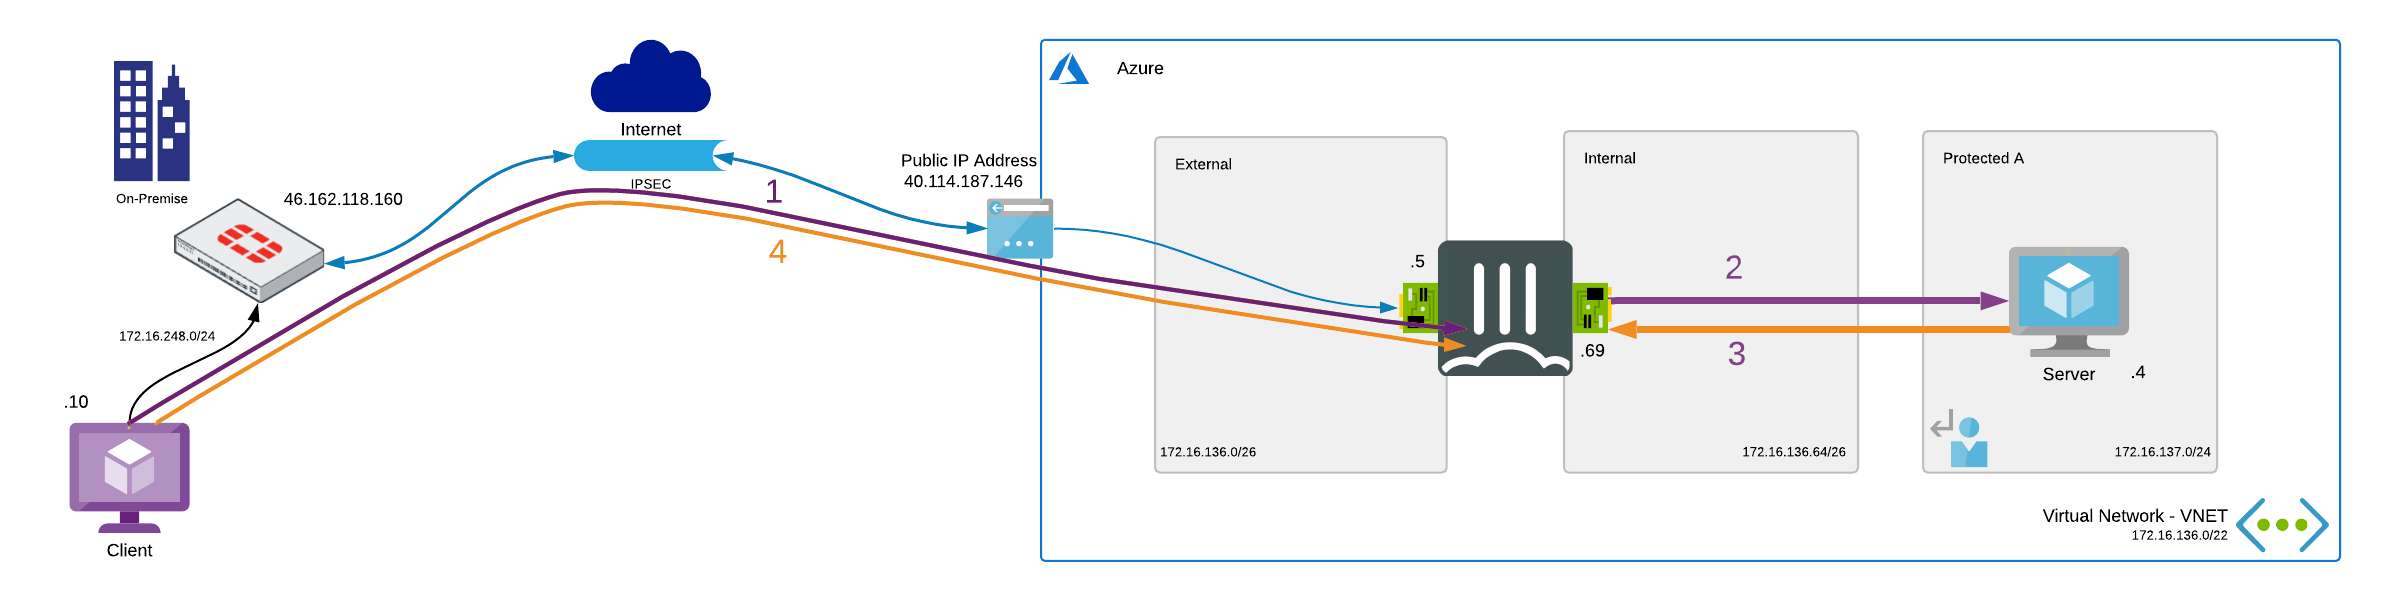 Azure
Internet
External
Internal
Protected A
Public IP Address
40.114.187.146
IPSEC
1
On-Premise
46.162.118.160
4
.5
2
172.16.248.0/24
.69
3
Server
.4
.10
172.16.136.0/26
172.16.136.64/26
172.16.137.0/24
Virtual Network - VNET
172.16.136.0/22
Client